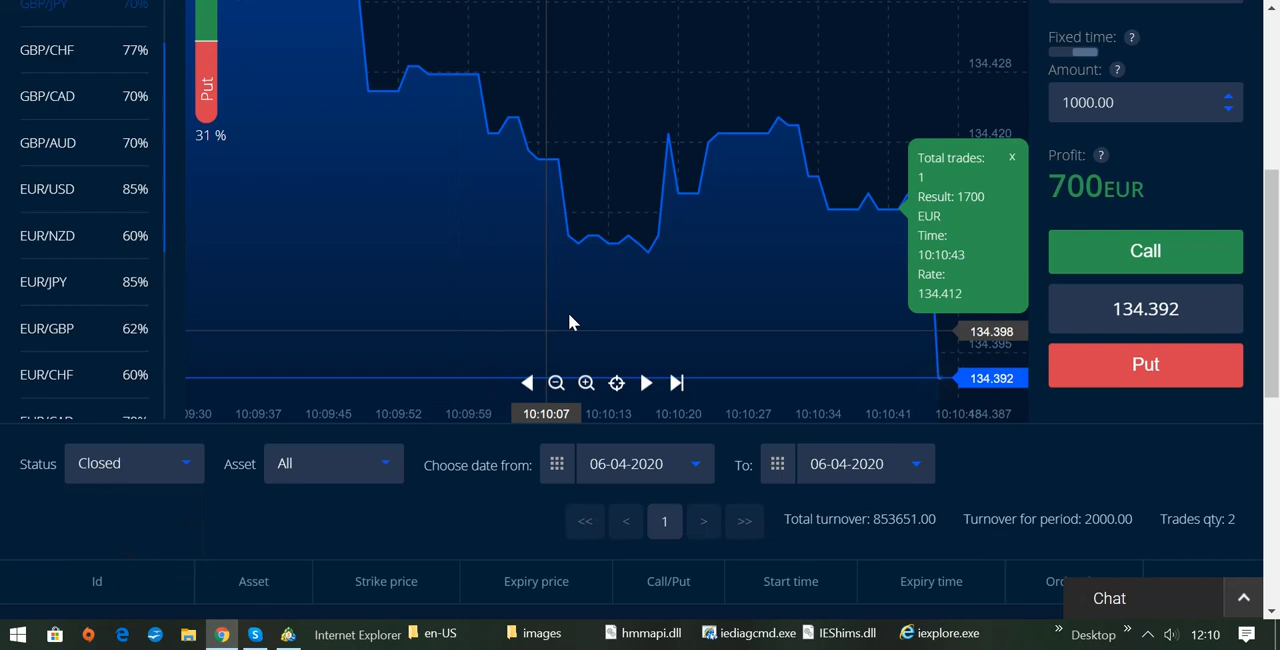 GBP/JPY 70%
GBP/CHF 77%
GBP/CAD 70%
GBP/AUD 70%
EUR/USD 85%
EUR/NZD 60%
EUR/JPY 85%
EUR/GBP 62%
EUR/CHF 60%
Put
31 %
134.428
134.420
134.398
134.395
134.392
134.387
Total trades: x
1
Result: 1700
EUR
Time:
10:10:43
Rate:
134.412
09:30 10:09:37 10:09:45 10:09:52 10:09:59 10:10:07 10:10:13 10:10:20 10:10:27 10:10:34 10:10:41
Fixed time: ?
Amount: ?
1000.00
Profit: ?
700EUR
Call
134.392
Put
Status Closed Asset All Choose date from: 06-04-2020 To: 06-04-2020
<< < 1 > >> Total turnover: 853651.00 Turnover for period: 2000.00 Trades qty: 2
Id Asset Strike price Expiry price Call/Put Start time Expiry time
Chat
Internet Explorer en-US images hmmapi.dll iediagcmd.exe IEShims.dll iexplore.exe » Desktop » 12:10